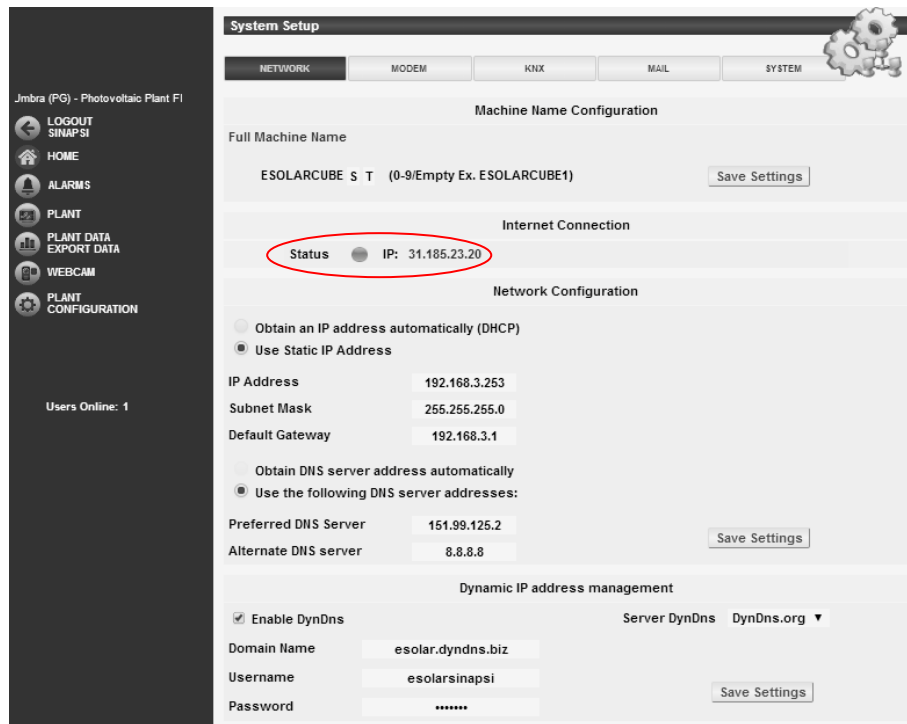 System Setup
NETWORK MODEM KNX MAIL SYSTEM
Jmbra (PG) - Photovoltaic Plant FI
LOGOUT
SINAPSI
HOME
ALARMS
PLANT
PLANT DATA
EXPORT DATA
WEBCAM
PLANT
CONFIGURATION
Users Online: 1
Machine Name Configuration
Full Machine Name
ESOLARCUBE S T (0-9/Empty Ex. ESOLARCUBE1) Save Settings
Internet Connection
Status IP: 31.185.23.20
Network Configuration
Obtain an IP address automatically (DHCP)
Use Static IP Address
IP Address 192.168.3.253
Subnet Mask 255.255.255.0
Default Gateway 192.168.3.1
Obtain DNS server address automatically
Use the following DNS server addresses:
Preferred DNS Server 151.99.125.2
Save Settings
Alternate DNS server 8.8.8.8
Dynamic IP address management
Enable DynDns Server DynDns DynDns.org ▼
Domain Name esolar.dyndns.biz
Username esolarsinapsi
Save Settings
Password •••••••